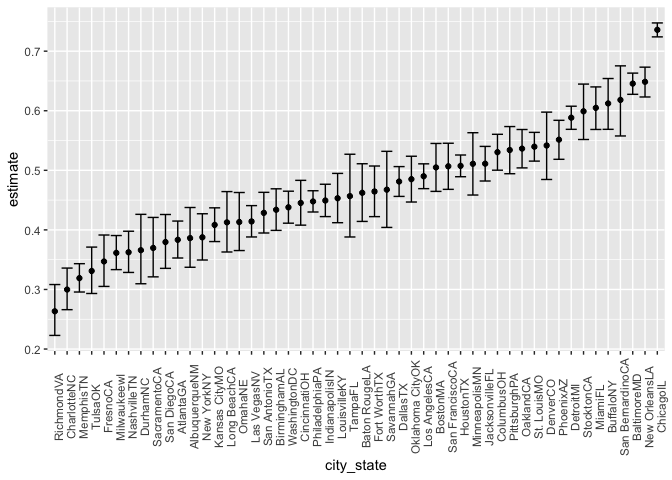 0.7
0.6
0.5
0.4
0.3
0.2
estimate
RichmondVA
CharlotteNC
MemphisTN
TulsaOK
FresnoCA
MilwaukeewI
NashvilleTN
DurhamNC
SacramentoCA
San DiegoCA
AtlantaGA
AlbuquerqueNM
New YorkNY
Kansas CityMO
Long BeachCA
OmahaNE
Las VegasNV
San AntonioTX
BirminghamAL
WashingtonDC
CincinnatiOH
PhiladelphiaPA
IndianapolisIN
LouisvilleKY
TampaFL
Baton RougeLA
Fort WorthTX
SavannahGA
DallasTX
Oklahoma CityOK
Los AngelesCA
BostonMA
San FranciscoCA
HoustonTX
MinneapolisMN
JacksonvilleFL
ColumbusOH
PittsburghPA
OaklandCA
St. LouisMO
DenverCO
PhoenixAZ
DetroitMI
StocktonCA
MiamiFL
BuffaloNY
San BernardinoCA
BaltimoreMD
New OrleansLA
ChicagoIL
city_state